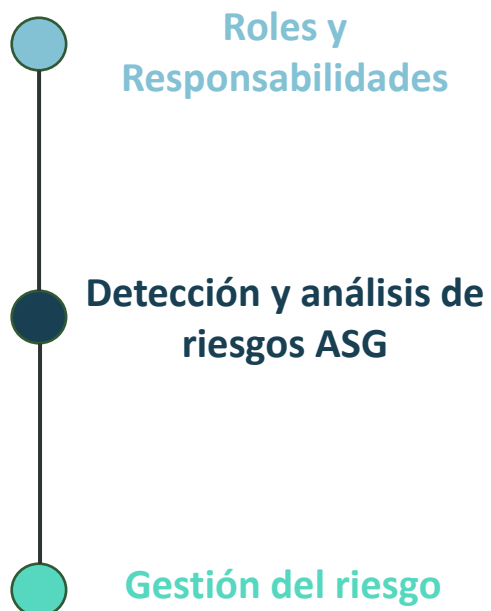 Roles y
Responsabilidades
Detección y análisis de
riesgos ASG
Gestión del riesgo